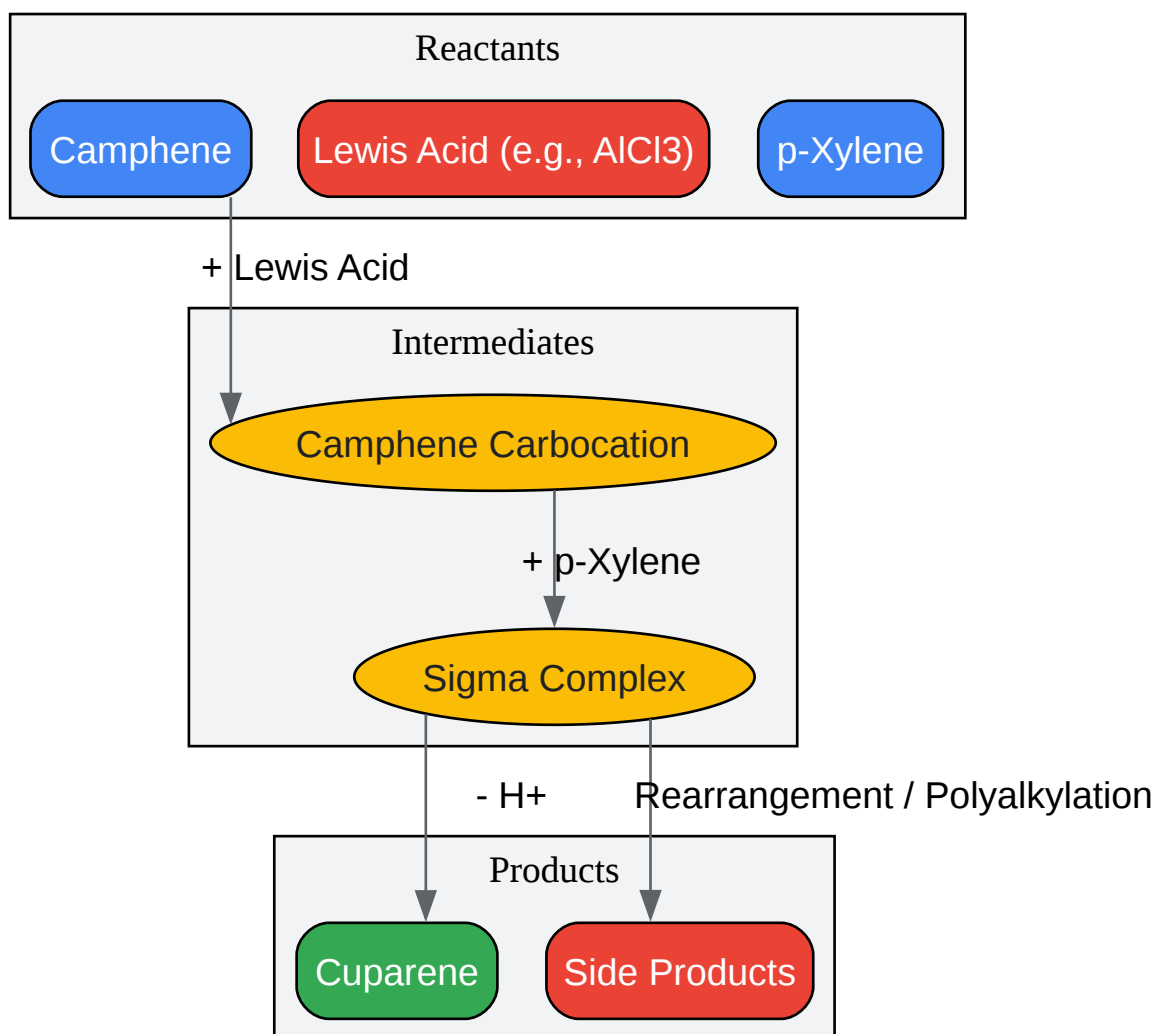 Reactants
Camphene
Lewis Acid (e.g., AlCl3)
p-Xylene
+ Lewis Acid
Intermediates
Camphene Carbocation
+ p-Xylene
Sigma Complex
- H+
Rearrangement / Polyalkylation
Products
Cuparene
Side Products